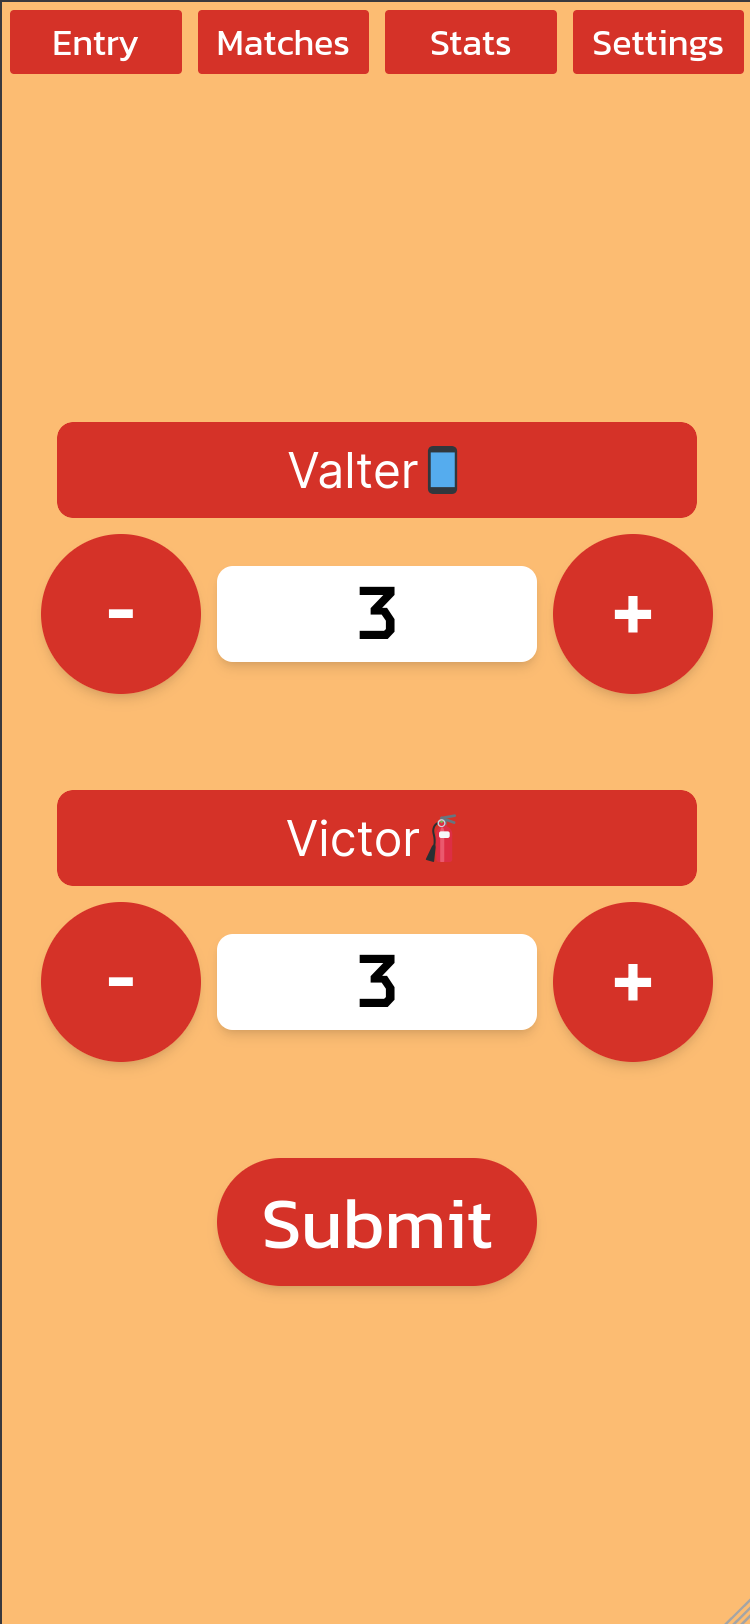 Entry Matches Stats Settings
Valter📱
- 3 +
Victor🧯
- 3 +
Submit